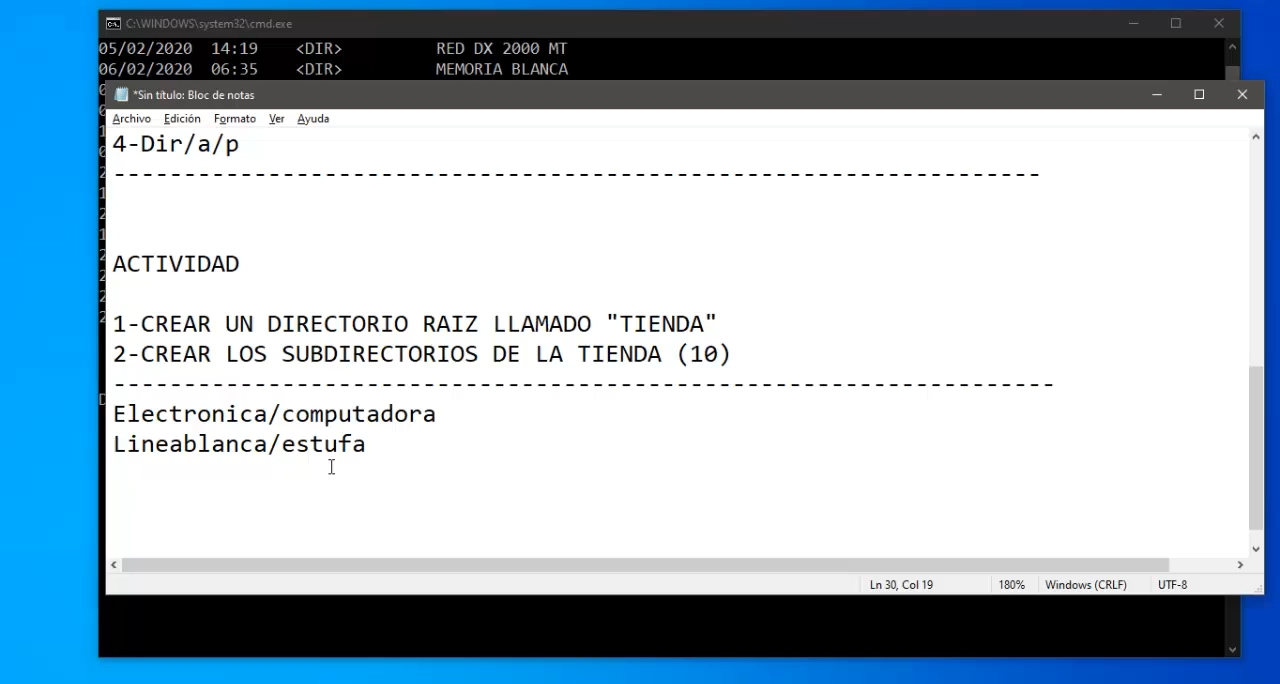 C:\WINDOWS\system32\cmd.exe
05/02/2020 14:19 <DIR> RED DX 2000 MT
06/02/2020 06:35 <DIR> MEMORIA BLANCA
*Sin título: Bloc de notas
Archivo Edición Formato Ver Ayuda
4-Dir/a/p
------------------------------------------------------------------
ACTIVIDAD
1-CREAR UN DIRECTORIO RAIZ LLAMADO "TIENDA"
2-CREAR LOS SUBDIRECTORIOS DE LA TIENDA (10)
-------------------------------------------------------------------
Electronica/computadora
Lineablanca/estufa
Ln 30, Col 19 180% Windows (CRLF) UTF-8